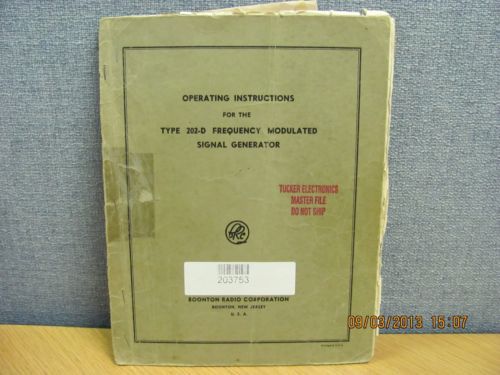 OPERATING INSTRUCTIONS
FOR THE
TYPE 202-D FREQUENCY MODULATED
SIGNAL GENERATOR
TUCKER ELECTRONICS
MASTER FILE
DO NOT SHIP
BRC
203753
BOONTON RADIO CORPORATION
BOONTON, NEW JERSEY
U. S. A.
09/03/2013 15:07